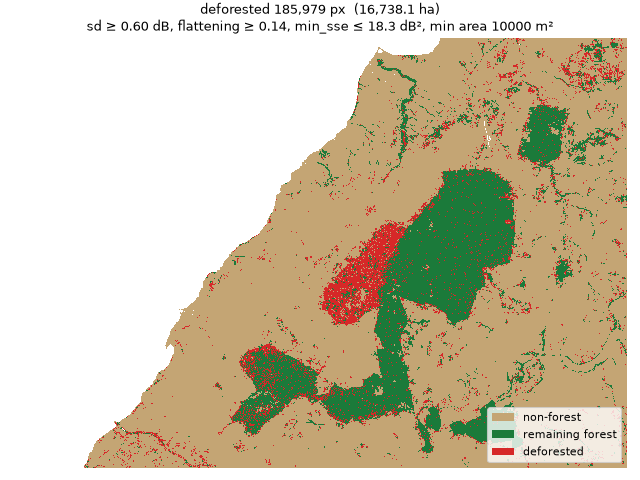 deforested 185,979 px  (16,738.1 ha)
sd ≥ 0.60 dB, flattening ≥ 0.14, min_sse ≤ 18.3 dB², min area 10000 m²
non-forest
remaining forest
deforested